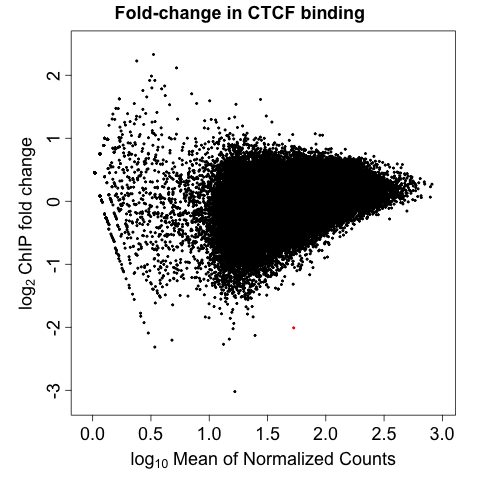 Fold-change in CTCF binding
log₂ ChIP fold change
2
1
0
-1
-2
-3
0.0 0.5 1.0 1.5 2.0 2.5 3.0
log₁₀ Mean of Normalized Counts